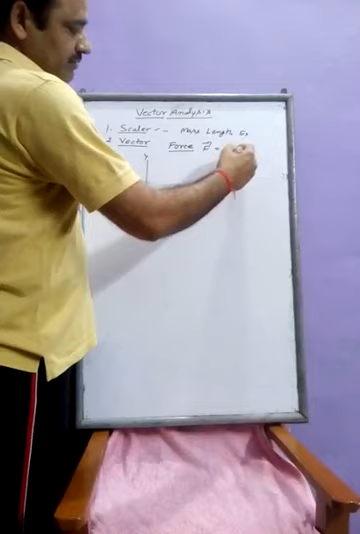 Vector Analysis
1. Scaler - - Mass Length E,
2 Vector Force F =
Y